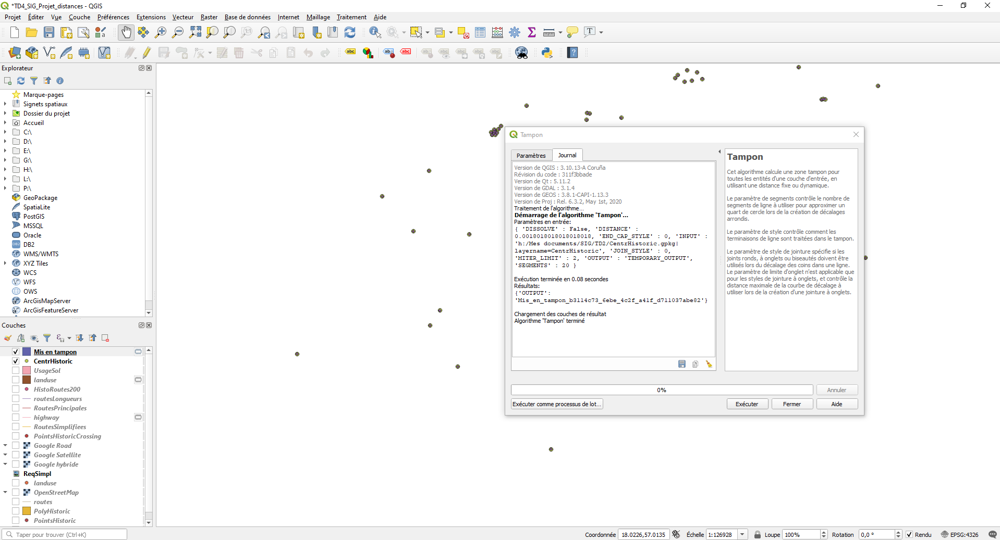 *TD4_SIG_Projet_distances - QGIS
Projet Éditer Vue Couche Préférences Extensions Vecteur Raster Base de données Internet Maillage Traitement Aide
Explorateur
Marque-pages
Signets spatiaux
Dossier du projet
Accueil
C:\
D:\
E:\
G:\
H:\
L:\
P:\
GeoPackage
SpatiaLite
PostGIS
MSSQL
Oracle
DB2
WMS/WMTS
XYZ Tiles
WCS
WFS
OWS
ArcGisMapServer
ArcGisFeatureServer
Couches
Mis en tampon
CentrHistoric
UsageSol
landuse
HistoRoutes200
routesLongueurs
RoutesPrincipales
highway
RoutesSimplifiees
PointsHistoricCrossing
Google Road
Google Satellite
Google hybride
ReqSimpl
landuse
OpenStreetMap
routes
PolyHistoric
PointsHistoric
Tampon
Paramètres Journal
Version de QGIS : 3.10.13-A Coruña
Révision du code : 311f3bbade
Version de Qt : 5.11.2
Version de GDAL : 3.1.4
Version de GEOS : 3.8.1-CAPI-1.13.3
Version de Proj : Rel. 6.3.2, May 1st, 2020
Traitement de l'algorithme...
Démarrage de l'algorithme 'Tampon'...
Paramètres en entrée:
{ 'DISSOLVE' : False, 'DISTANCE' :
0.0018018018018018018, 'END_CAP_STYLE' : 0, 'INPUT' :
'h:/Mes documents/SIG/TD2/CentrHistoric.gpkg|
layername=CentrHistoric', 'JOIN_STYLE' : 0,
'MITER_LIMIT' : 2, 'OUTPUT' : 'TEMPORARY_OUTPUT',
'SEGMENTS' : 20 }
Exécution terminée en 0.08 secondes
Résultats:
{'OUTPUT':
'Mis_en_tampon_b3114c73_6ebe_4c2f_a41f_d711037abe82'}
Chargement des couches de résultat
Algorithme 'Tampon' terminé
Tampon
Cet algorithme calcule une zone tampon pour
toutes les entités d'une couche d'entrée, en
utilisant une distance fixe ou dynamique.
Le paramètre de segments contrôle le nombre de
segments de ligne à utiliser pour approximer un
quart de cercle lors de la création de décalages
arrondis.
Le paramètre de style contrôle comment les
terminaisons de ligne sont traitées dans le tampon.
Le paramètre de style de jointure spécifie si les
joints ronds, à onglets ou biseautés doivent être
utilisés lors du décalage des coins dans une ligne.
Le paramètre de limite d'onglet n'est applicable que
pour les styles de jointure à onglets, et contrôle la
distance maximale de la courbe de décalage à
utiliser lors de la création d'une jointure à onglets.
0% Annuler
Exécuter comme processus de lot... Exécuter Fermer Aide
Taper pour trouver (Ctrl+K) Coordonnée 18.0226,57.0135 Échelle 1:126928 Loupe 100% Rotation 0,0 ° Rendu EPSG:4326